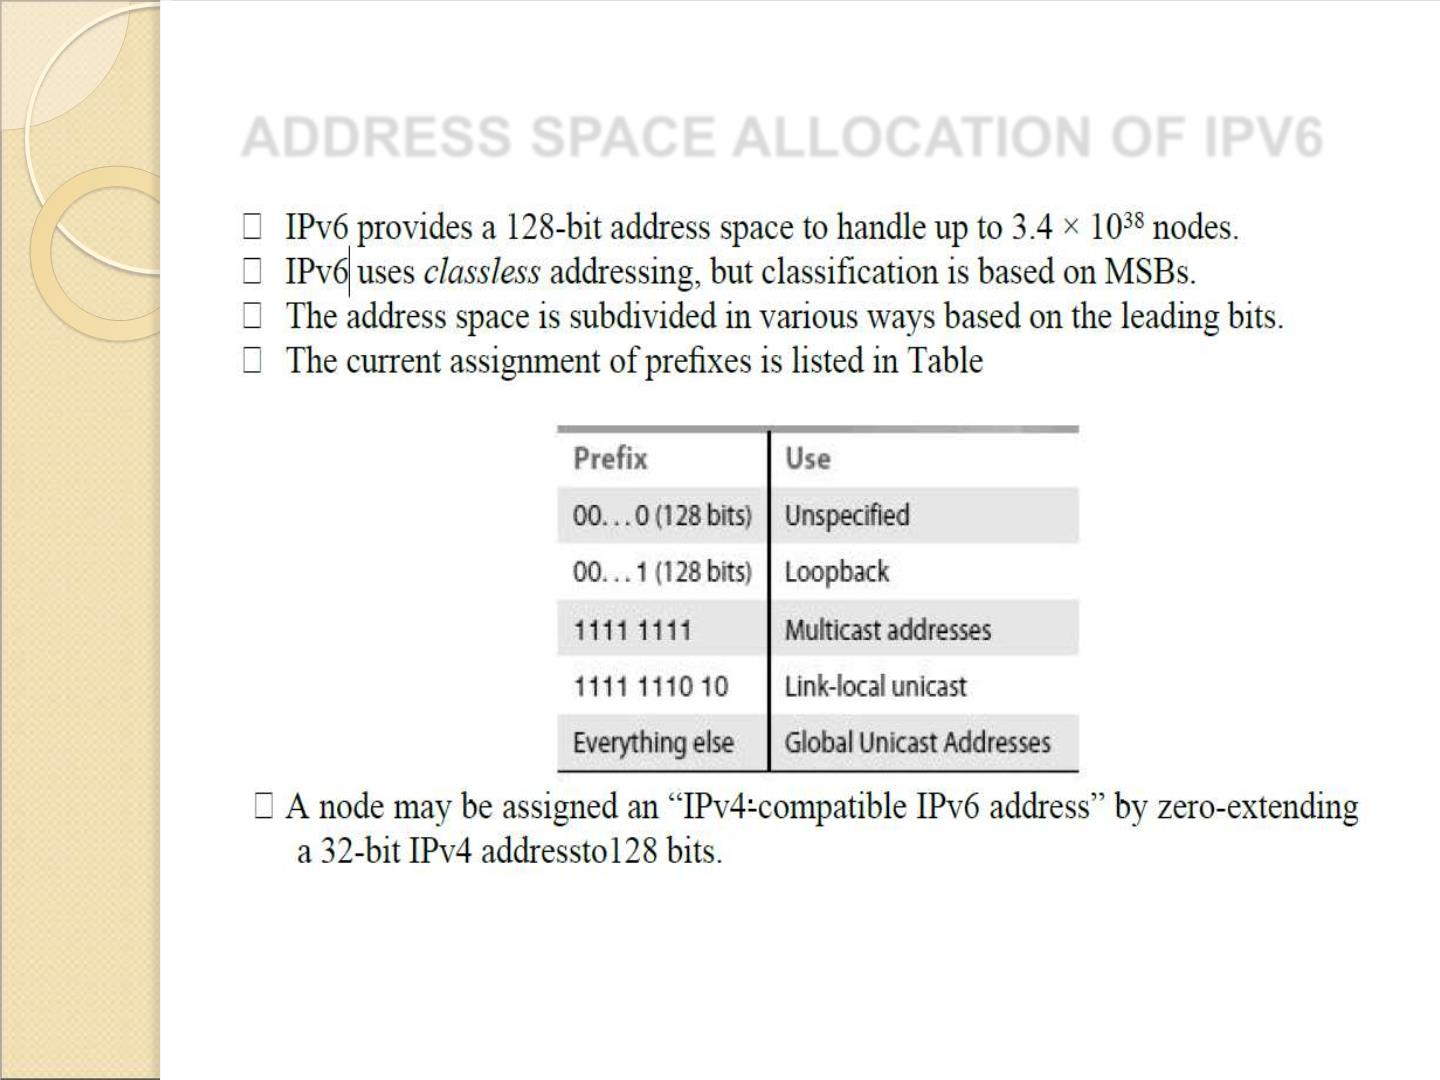 ADDRESS SPACE ALLOCATION OF IPV6
IPv6 provides a 128-bit address space to handle up to 3.4 × 10³⁸ nodes.
IPv6 uses classless addressing, but classification is based on MSBs.
The address space is subdivided in various ways based on the leading bits.
The current assignment of prefixes is listed in Table
Prefix Use
00...0 (128 bits) Unspecified
00...1 (128 bits) Loopback
1111 1111 Multicast addresses
1111 1110 10 Link-local unicast
Everything else Global Unicast Addresses
A node may be assigned an “IPv4-compatible IPv6 address” by zero-extending
a 32-bit IPv4 addressto128 bits.